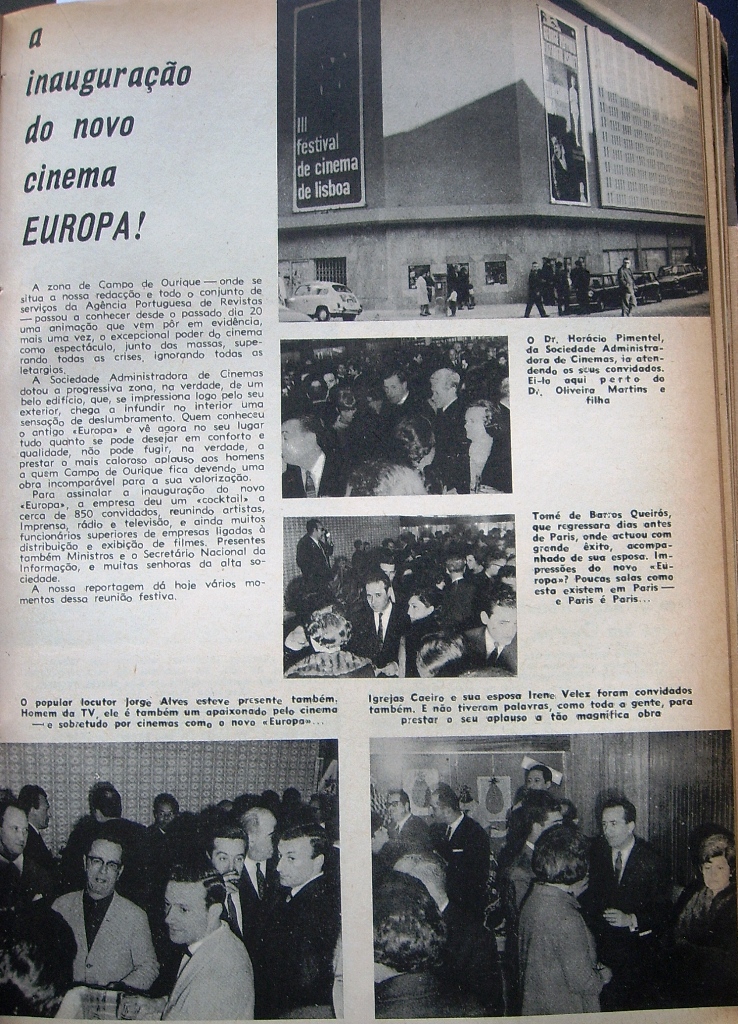 a
inauguração
do novo
cinema
EUROPA!
III
festival
de cinema
de lisboa
A zona de Campo de Ourique — onde se
situa a nossa redacção e todo o conjunto de
serviços da Agência Portuguesa de Revistas
— passou a conhecer desde o passado dia 20
uma animação que vem pôr em evidência,
mais uma vez, o excepcional poder do cinema
como espectáculo, junto das massas, supe-
rando todas as crises, ignorando todas as
letargias.
A Sociedade Administradora de Cinemas
dotou a progressiva zona, na verdade, de um
belo edifício, que, se impressiona logo pelo seu
exterior, chega a infundir no interior uma
sensação de deslumbramento. Quem conheceu
o antigo «Europa» e vê agora no seu lugar
tudo quanto se pode desejar em conforto e
qualidade, não pode fugir, na verdade, a
prestar o mais caloroso aplauso aos homens
a quem Campo de Ourique fica devendo uma
obra incomparável para a sua valorização.
Para assinalar a inauguração do novo
«Europa», a empresa deu um «cocktail» a
cerca de 850 convidados, reunindo artistas,
Imprensa, rádio e televisão, e ainda muitos
funcionários superiores de empresas ligadas à
distribuição e exibição de filmes. Presentes
também Ministros e o Secretário Nacional da
Informação, e muitas senhoras da alta so-
ciedade.
A nossa reportagem dá hoje vários mo-
mentos dessa reunião festiva.
O Dr. Horácio Pimentel,
da Sociedade Administra-
dora de Cinemas, ia aten-
dendo os seus convidados.
Ei-lo aqui perto do
Dr. Oliveira Martins e
filha
Tomé de Barros Queirós,
que regressara dias antes
de Paris, onde actuou com
grande êxito, acompa-
nhado de sua esposa. Im-
pressões do novo «Eu-
ropa»? Poucas salas como
esta existem em Paris —
e Paris é Paris...
O popular locutor Jorge Alves esteve presente também.
Homem da TV, ele é também um apaixonado pelo cinema
— e sobretudo por cinemas como o novo «Europa»...
Igrejas Caeiro e sua esposa Irene Velez foram convidados
também. E não tiveram palavras, como toda a gente, para
prestar o seu aplauso a tão magnífica obra